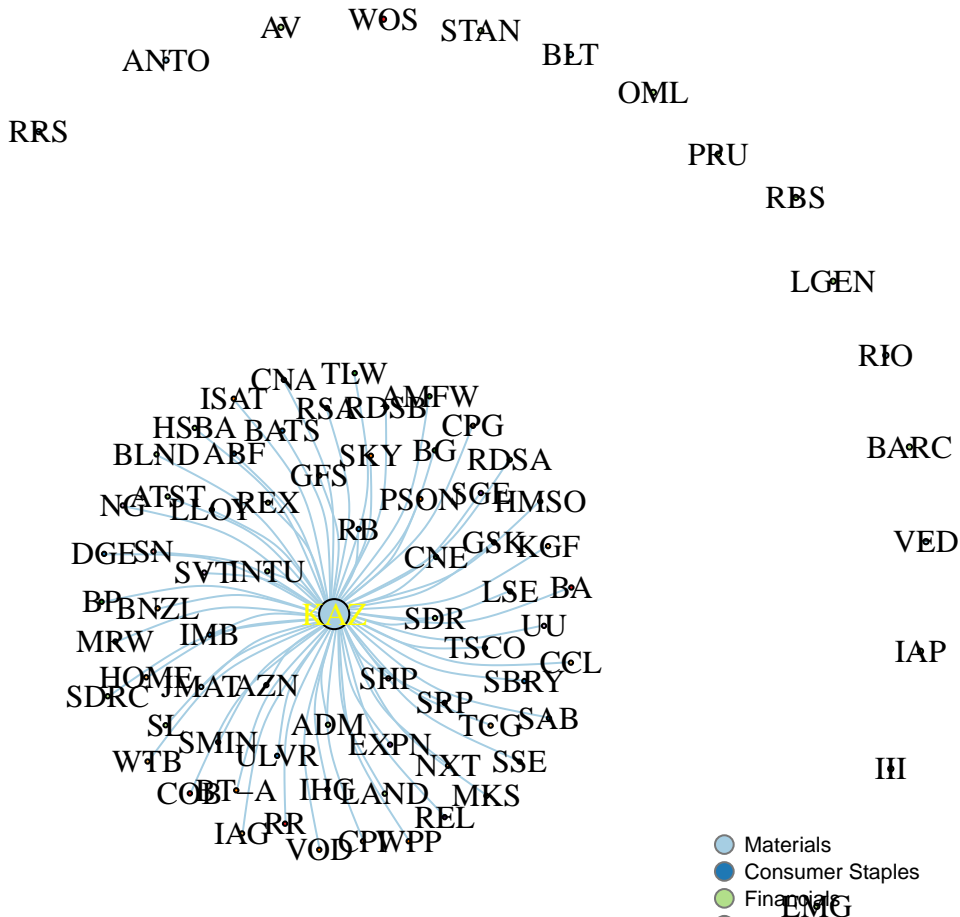 WOS
AV
STAN
BLT
ANTO
OML
RRS
PRU
RBS
LGEN
RIO
TLW
CNA
AMFW
ISAT
RSA
RDSB
CPG
HSBA
BATS
BLND
ABF
SKY
BG
RDSA
GFS
ATST
NG
LLOY
REX
PSON
SGE
HMSO
BARC
RB
GSK
KGF
CNE
VED
DGE
SN
SVT
INTU
LSE
BA
BP
BNZL
KAZ
SDR
UU
MRW
IMB
TSCO
CCL
IAP
HOME
SDRC
JMAT
AZN
SHP
SBRY
SRP
SL
ADM
TCG
SAB
SMIN
EXPN
WTB
ULVR
NXT
SSE
III
COB
BT−A
IHG
LAND
MKS
IAG
RR
REL
VOD
CPI
WPP
Materials
Consumer Staples
Financials
EMG